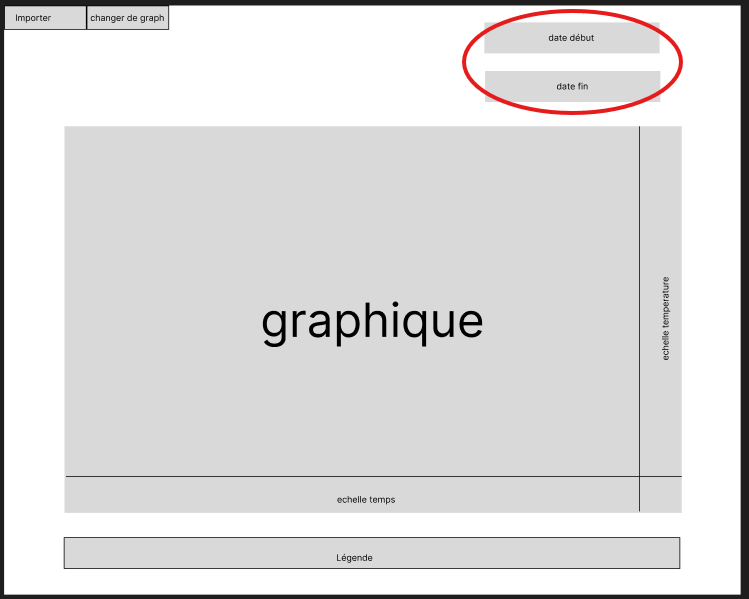 Importer
changer de graph
date début
date fin
graphique
echelle temperature
echelle temps
Légende